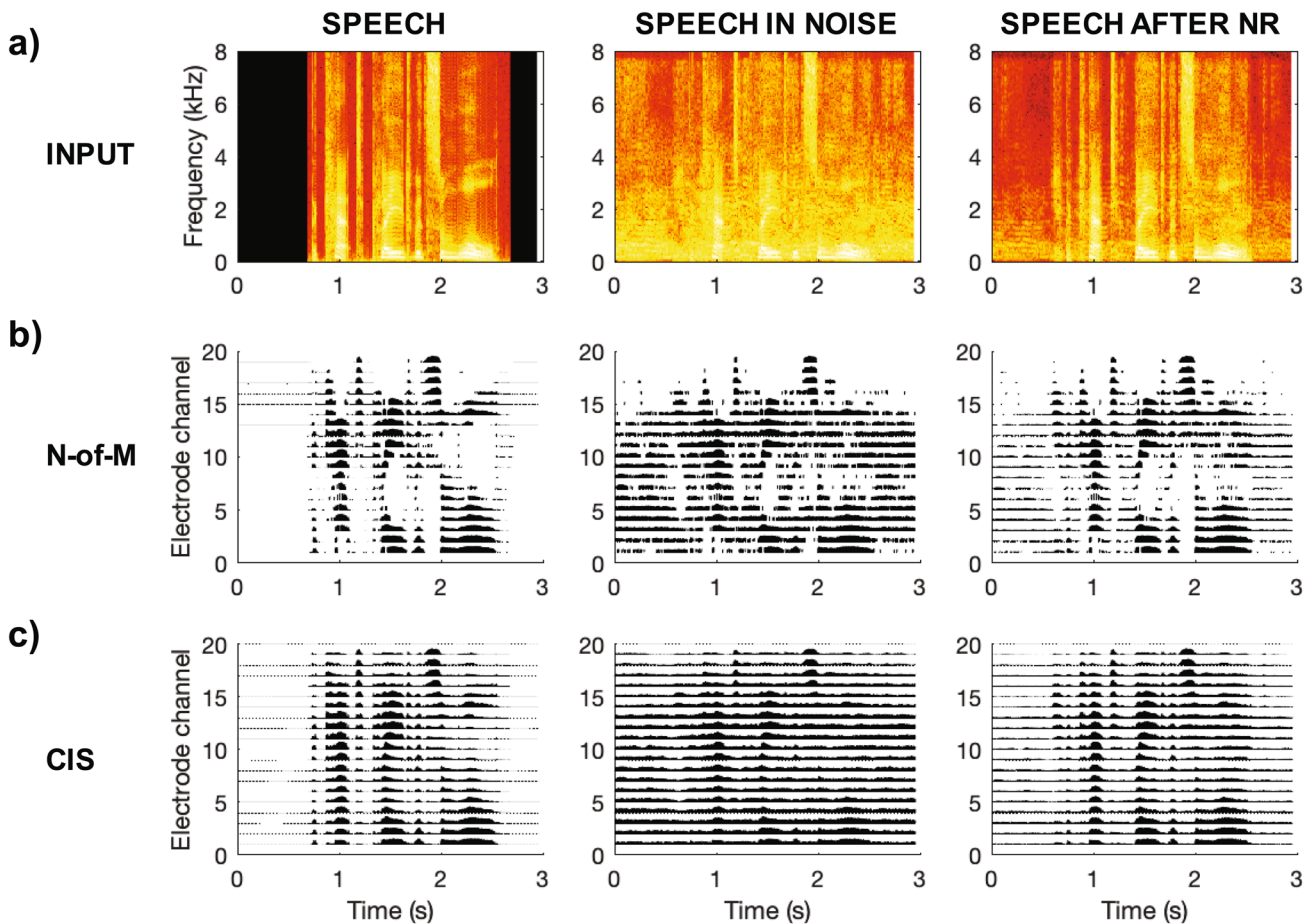 a)
SPEECH
SPEECH IN NOISE
SPEECH AFTER NR
INPUT
Frequency (kHz)
8
6
4
2
0
0 1 2 3
0 1 2 3
0 1 2 3
b)
N-of-M
Electrode channel
20
15
10
5
0
0 1 2 3
20
15
10
5
0
0 1 2 3
20
15
10
5
0
0 1 2 3
c)
CIS
Electrode channel
20
15
10
5
0
0 1 2 3
Time (s)
20
15
10
5
0
0 1 2 3
Time (s)
20
15
10
5
0
0 1 2 3
Time (s)
8
6
4
2
0
8
6
4
2
0